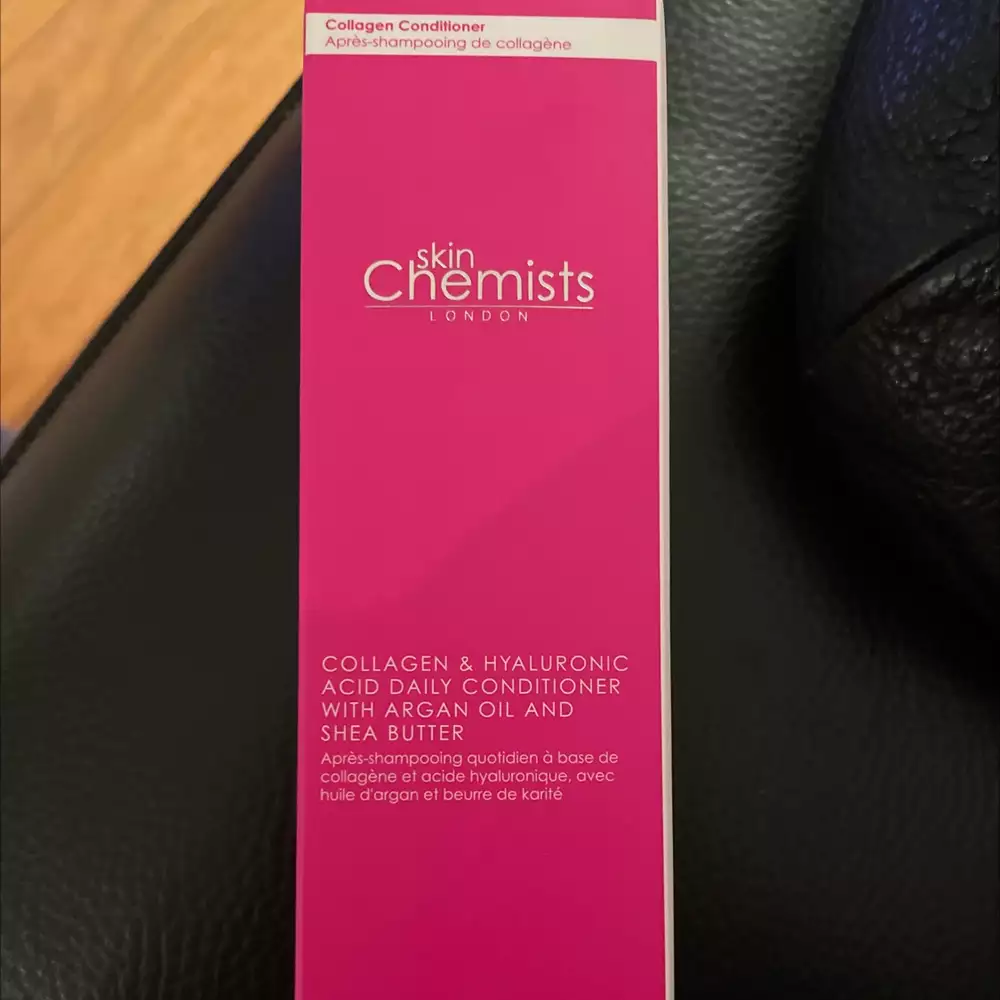 Collagen Conditioner
Après-shampooing de collagène
skin
Chemists
LONDON
COLLAGEN & HYALURONIC
ACID DAILY CONDITIONER
WITH ARGAN OIL AND
SHEA BUTTER
Après-shampooing quotidien à base de
collagène et acide hyaluronique, avec
huile d'argan et beurre de karité